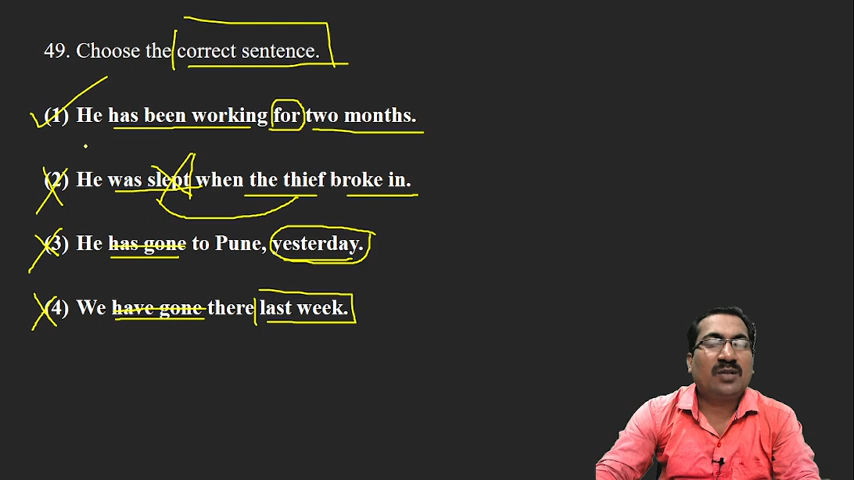 49. Choose the correct sentence.
(1) He has been working for two months.
(2) He was slept when the thief broke in.
(3) He has gone to Pune, yesterday.
(4) We have gone there last week.